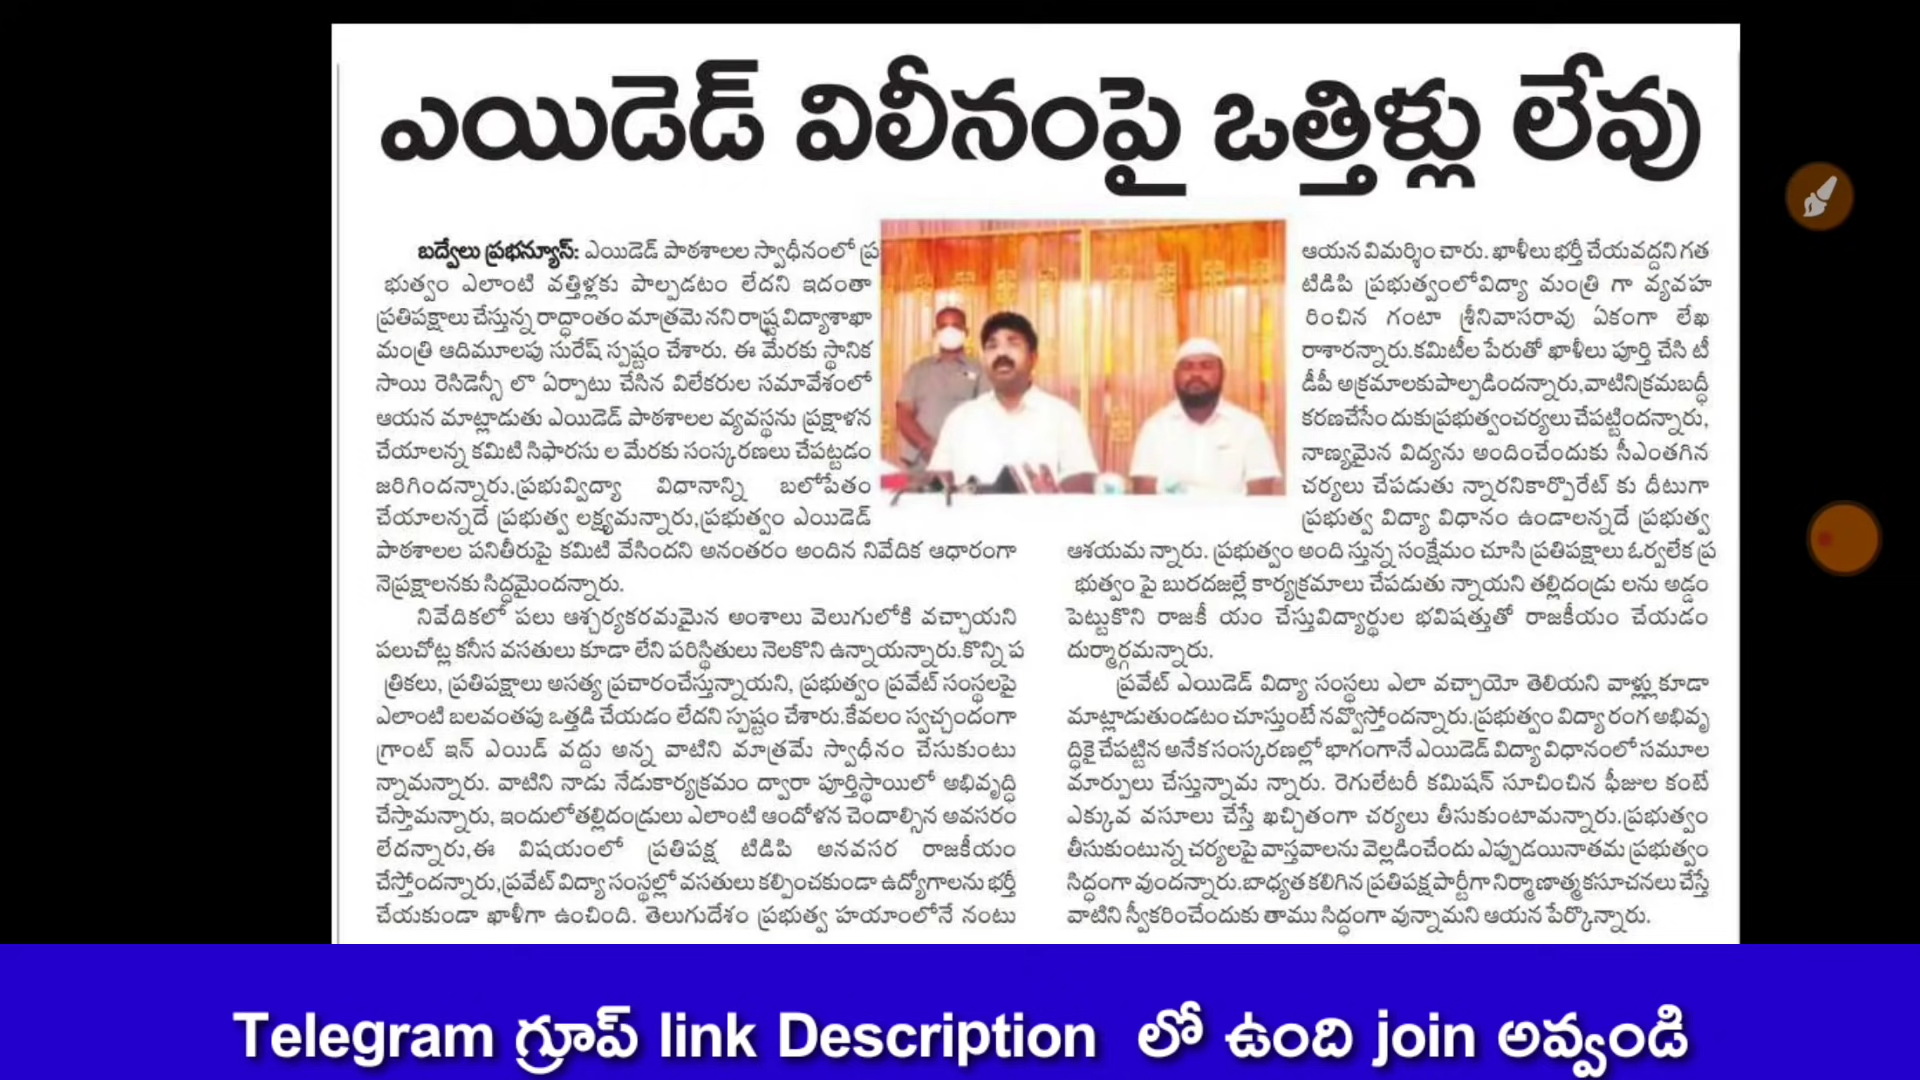 ఎయిడెడ్ విలీనంపై ఒత్తిళ్లు లేవు
బద్వేలు ప్రభన్యూస్: ఎయిడెడ్ పాఠశాలల స్వాధీనంలో ప్ర
భుత్వం ఎలాంటి వత్తిళ్లకు పాల్పడటం లేదని ఇదంతా
ప్రతిపక్షాలు చేస్తున్న రాద్ధాంతం మాత్రమె నని రాష్ట్ర విద్యాశాఖా
మంత్రి ఆదిమూలపు సురేష్ స్పష్టం చేశారు. ఈ మేరకు స్థానిక
సాయి రెసిడెన్సీ లొ ఏర్పాటు చేసిన విలేకరుల సమావేశంలో
ఆయన మాట్లాడుతు ఎయిడెడ్ పాఠశాలల వ్యవస్థను ప్రక్షాళన
చేయాలన్న కమిటి సిఫారసు ల మేరకు సంస్కరణలు చేపట్టడం
జరిగిందన్నారు.ప్రభువ్విద్యా విధానాన్ని బలోపేతం
చేయాలన్నదే ప్రభుత్వ లక్ష్యమన్నారు,ప్రభుత్వం ఎయిడెడ్
పాఠశాలల పనితీరుపై కమిటి వేసిందని అనంతరం అందిన నివేదిక ఆధారంగా
నెప్రక్షాలనకు సిద్ధమైందన్నారు.
నివేదికలో పలు ఆశ్చర్యకరమమైన అంశాలు వెలుగులోకి వచ్చాయని
పలుచోట్ల కనీస వసతులు కూడా లేని పరిస్థితులు నెలకొని ఉన్నాయన్నారు.కొన్ని ప
త్రికలు, ప్రతిపక్షాలు అసత్య ప్రచారంచేస్తున్నాయని, ప్రభుత్వం ప్రవేట్ సంస్థలపై
ఎలాంటి బలవంతపు ఒత్తడి చేయడం లేదని స్పష్టం చేశారు.కేవలం స్వచ్ఛందంగా
గ్రాంట్ ఇన్ ఎయిడ్ వద్దు అన్న వాటిని మాత్రమే స్వాధీనం చేసుకుంటు
న్నామన్నారు. వాటిని నాడు నేడుకార్యక్రమం ద్వారా పూర్తిస్థాయిలో అభివృద్ధి
చేస్తామన్నారు, ఇందులోతల్లిదండ్రులు ఎలాంటి ఆందోళన చెందాల్సిన అవసరం
లేదన్నారు,ఈ విషయంలో ప్రతిపక్ష టిడిపి అనవసర రాజకీయం
చేస్తోందన్నారు,ప్రవేట్ విద్యా సంస్థల్లో వసతులు కల్పించకుండా ఉద్యోగాలను భర్తీ
చేయకుండా ఖాళీగా ఉంచింది. తెలుగుదేశం ప్రభుత్వ హయాంలోనే నంటు
ఆయన విమర్శిం చారు. ఖాళీలు భర్తీ చేయవద్దని గత
టిడిపి ప్రభుత్వంలోవిద్యా మంత్రి గా వ్యవహ
రించిన గంటా శ్రీనివాసరావు ఏకంగా లేఖ
రాశారన్నారు.కమిటీల పేరుతో ఖాళీలు పూర్తి చేసి టీ
డీపీ అక్రమాలకుపాల్పడిందన్నారు,వాటినిక్రమబద్ధీ
కరణచేసేం దుకుప్రభుత్వంచర్యలు చేపట్టిందన్నారు,
నాణ్యమైన విద్యను అందించేందుకు సీఎంతగిన
చర్యలు చేపడుతు న్నారనికార్పొరేట్ కు ధీటుగా
ప్రభుత్వ విద్యా విధానం ఉండాలన్నదే ప్రభుత్వ
ఆశయమ న్నారు. ప్రభుత్వం అంది స్తున్న సంక్షేమం చూసి ప్రతిపక్షాలు ఓర్వలేక ప్ర
భుత్వం పై బురదజల్లే కార్యక్రమాలు చేపడుతు న్నాయని తల్లిదండ్రు లను అడ్డం
పెట్టుకొని రాజకీ యం చేస్తువిద్యార్థుల భవిషత్తుతో రాజకీయం చేయడం
దుర్మార్గమన్నారు.
ప్రవేట్ ఎయిడెడ్ విద్యా సంస్థలు ఎలా వచ్చాయో తెలియని వాళ్లు కూడా
మాట్లాడుతుండటం చూస్తుంటే నవ్వొస్తోందన్నారు.ప్రభుత్వం విద్యా రంగ అభివృ
ద్ధికై చేపట్టిన అనేక సంస్కరణల్లో భాగంగానే ఎయిడెడ్ విద్యా విధానంలో సమూల
మార్పులు చేస్తున్నామ న్నారు. రెగులేటరీ కమిషన్ సూచించిన ఫీజుల కంటే
ఎక్కువ వసూలు చేస్తే ఖచ్చితంగా చర్యలు తీసుకుంటామన్నారు.ప్రభుత్వం
తీసుకుంటున్న చర్యలపై వాస్తవాలను వెల్లడించేందు ఎప్పుడయినాతమ ప్రభుత్వం
సిద్ధంగా వుందన్నారు.బాధ్యత కలిగిన ప్రతిపక్ష పార్టీగా నిర్మాణాత్మ కసూచనలు చేస్తే
వాటిని స్వీకరించేందుకు తాము సిద్ధంగా వున్నామని ఆయన పేర్కొన్నారు.
Telegram గ్రూప్ link Description లో ఉంది join అవ్వండి